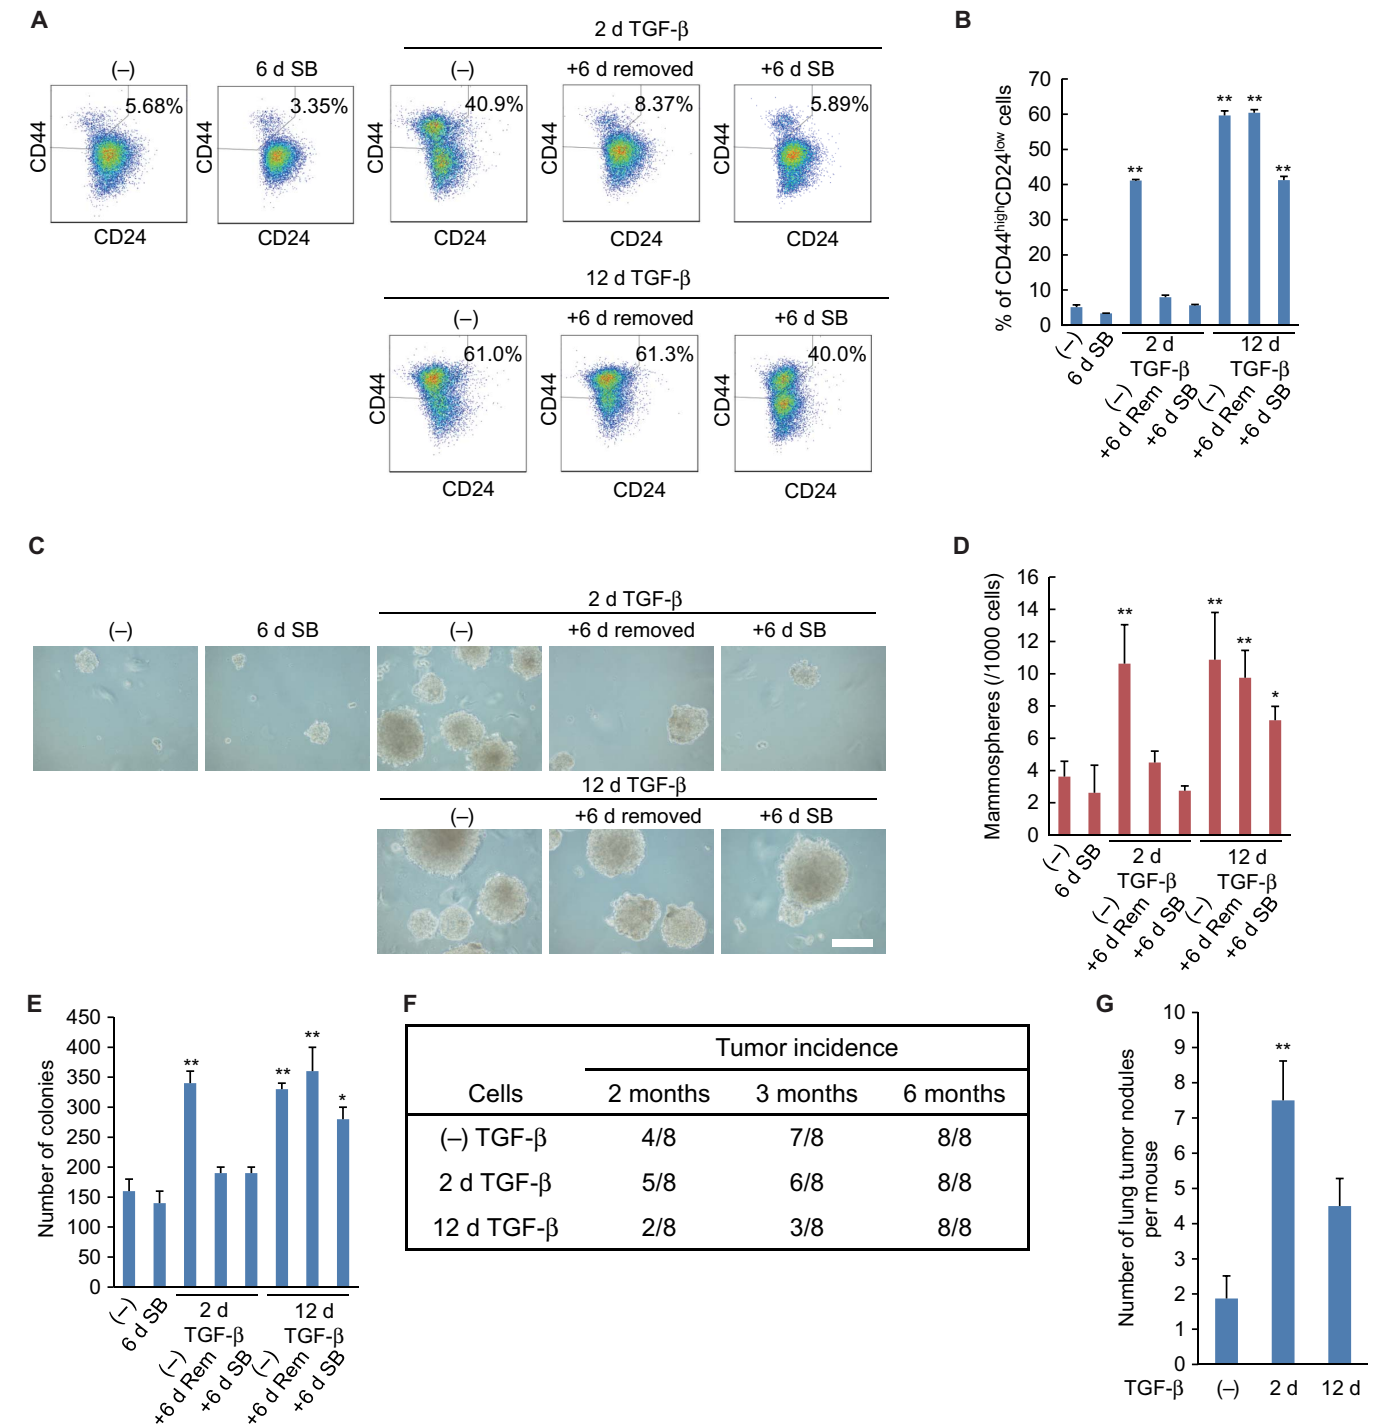 A
2 d TGF-β
(–)
6 d SB
(–)
+6 d removed
+6 d SB
5.68%
3.35%
40.9%
8.37%
5.89%
CD44
CD44
CD44
CD44
CD44
CD24
CD24
CD24
CD24
CD24
12 d TGF-β
(–)
+6 d removed
+6 d SB
61.0%
61.3%
40.0%
CD44
CD44
CD44
CD24
CD24
CD24
B
% of CD44highCD24low cells
70
60
50
40
30
20
10
0
**
**
**
**
(–)
6 d SB
2 d
TGF-β
12 d
TGF-β
(–)
+6 d Rem
+6 d SB
(–)
+6 d Rem
+6 d SB
C
2 d TGF-β
(–)
6 d SB
(–)
+6 d removed
+6 d SB
12 d TGF-β
(–)
+6 d removed
+6 d SB
D
Mammospheres (/1000 cells)
16
14
12
10
8
6
4
2
0
**
**
**
*
(–)
6 d SB
2 d
TGF-β
12 d
TGF-β
(–)
+6 d Rem
+6 d SB
(–)
+6 d Rem
+6 d SB
E
Number of colonies
450
400
350
300
250
200
150
100
50
0
**
**
**
*
(–)
6 d SB
2 d
TGF-β
12 d
TGF-β
(–)
+6 d Rem
+6 d SB
(–)
+6 d Rem
+6 d SB
F
Tumor incidence
Cells 2 months 3 months 6 months
(–) TGF-β 4/8 7/8 8/8
2 d TGF-β 5/8 6/8 8/8
12 d TGF-β 2/8 3/8 8/8
G
Number of lung tumor nodules
per mouse
10
9
8
7
6
5
4
3
2
1
0
**
TGF-β (–) 2 d 12 d